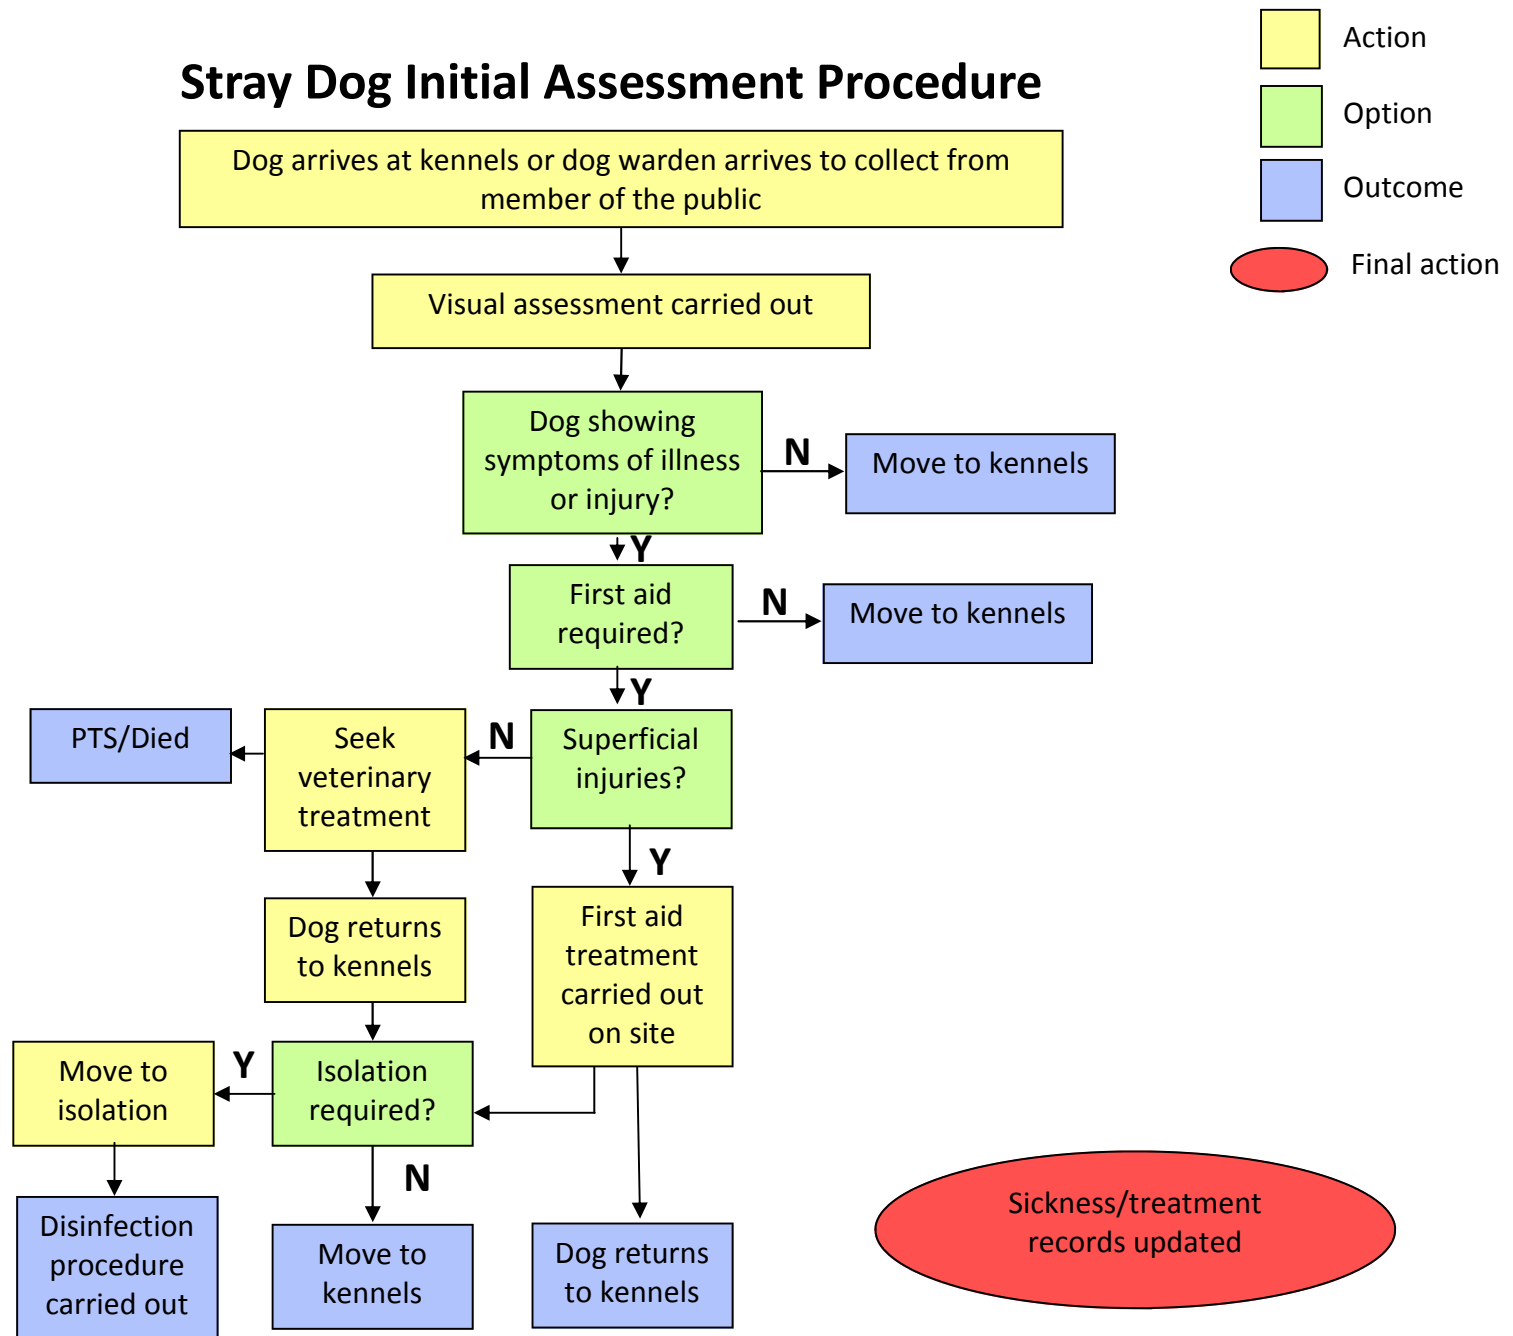 Action
Stray Dog Initial Assessment Procedure
Option
Dog arrives at kennels or dog warden arrives to collect from
member of the public
Outcome
Final action
Visual assessment carried out
Dog showing
symptoms of illness
or injury?
N
Move to kennels
Y
First aid
required?
N
Move to kennels
Y
PTS/Died
Seek
veterinary
treatment
N
Superficial
injuries?
Y
Dog returns
to kennels
First aid
treatment
carried out
on site
Move to
isolation
Y
Isolation
required?
N
Disinfection
procedure
carried out
Move to
kennels
Dog returns
to kennels
Sickness/treatment
records updated